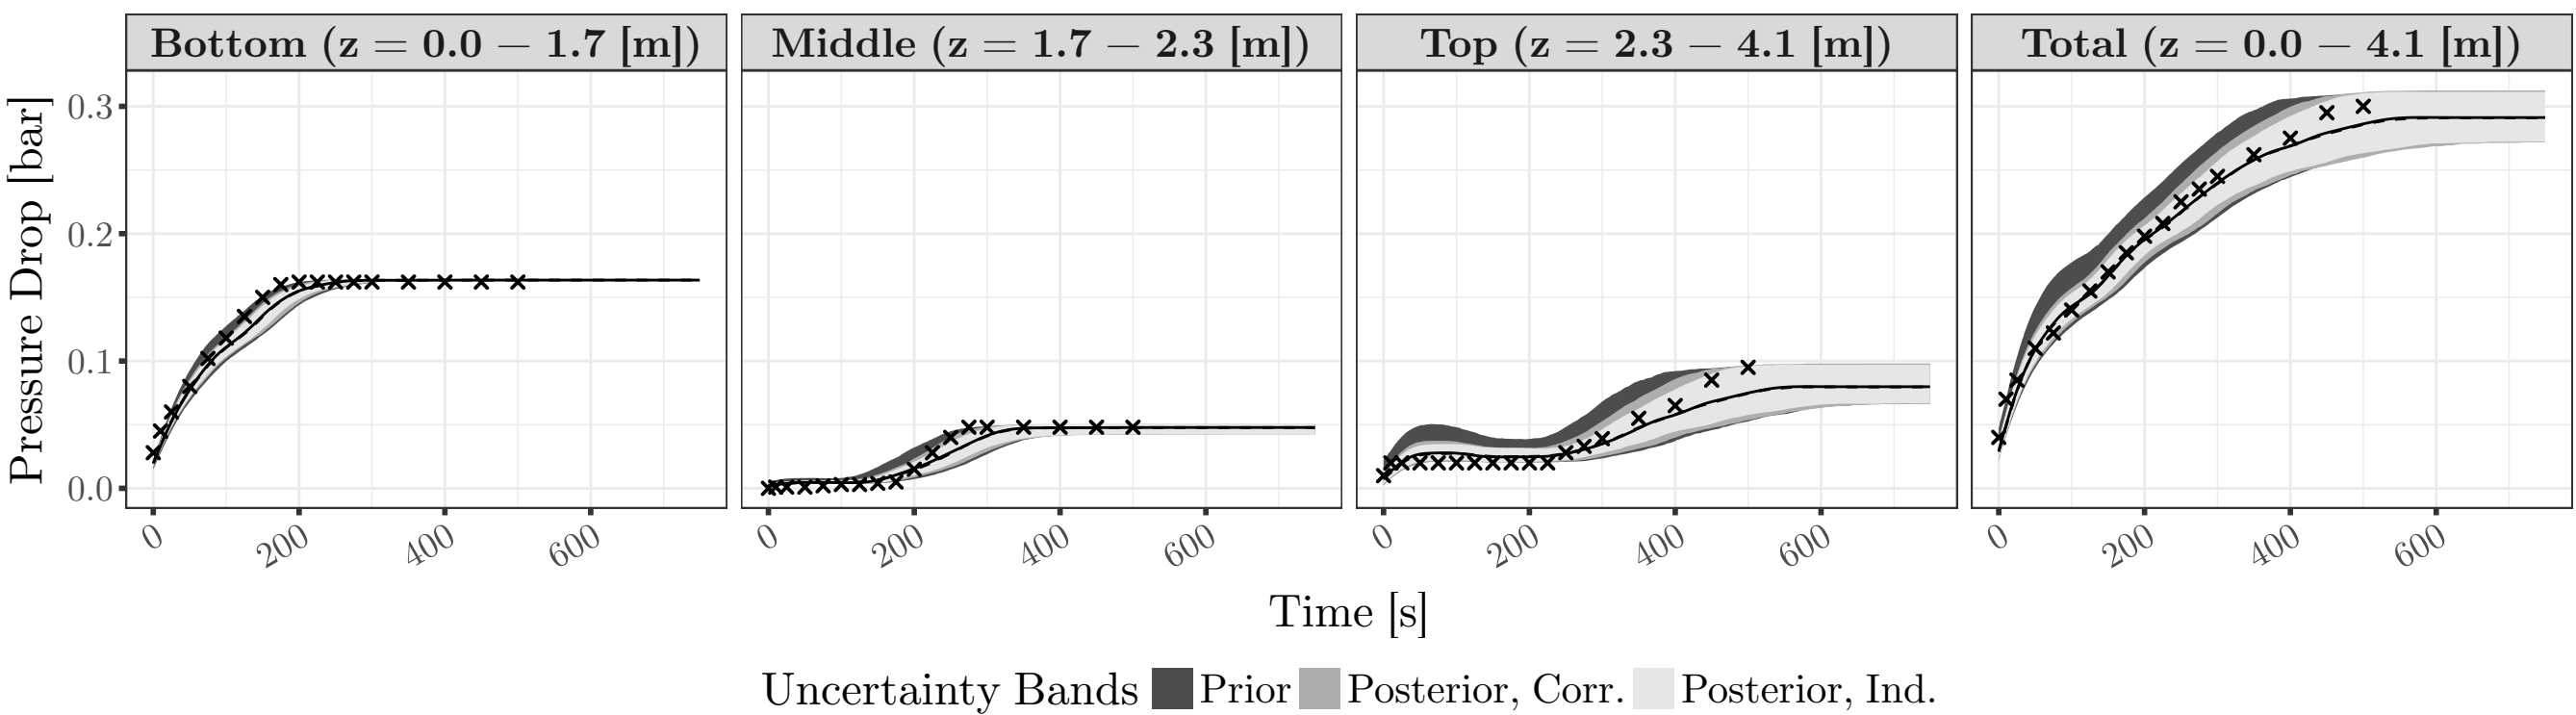 Bottom (z = 0.0 − 1.7 [m])
Middle (z = 1.7 − 2.3 [m])
Top (z = 2.3 − 4.1 [m])
Total (z = 0.0 − 4.1 [m])
Pressure Drop [bar]
0.3
0.2
0.1
0.0
0 200 400 600
0 200 400 600
0 200 400 600
0 200 400 600
Time [s]
Uncertainty Bands Prior Posterior, Corr. Posterior, Ind.